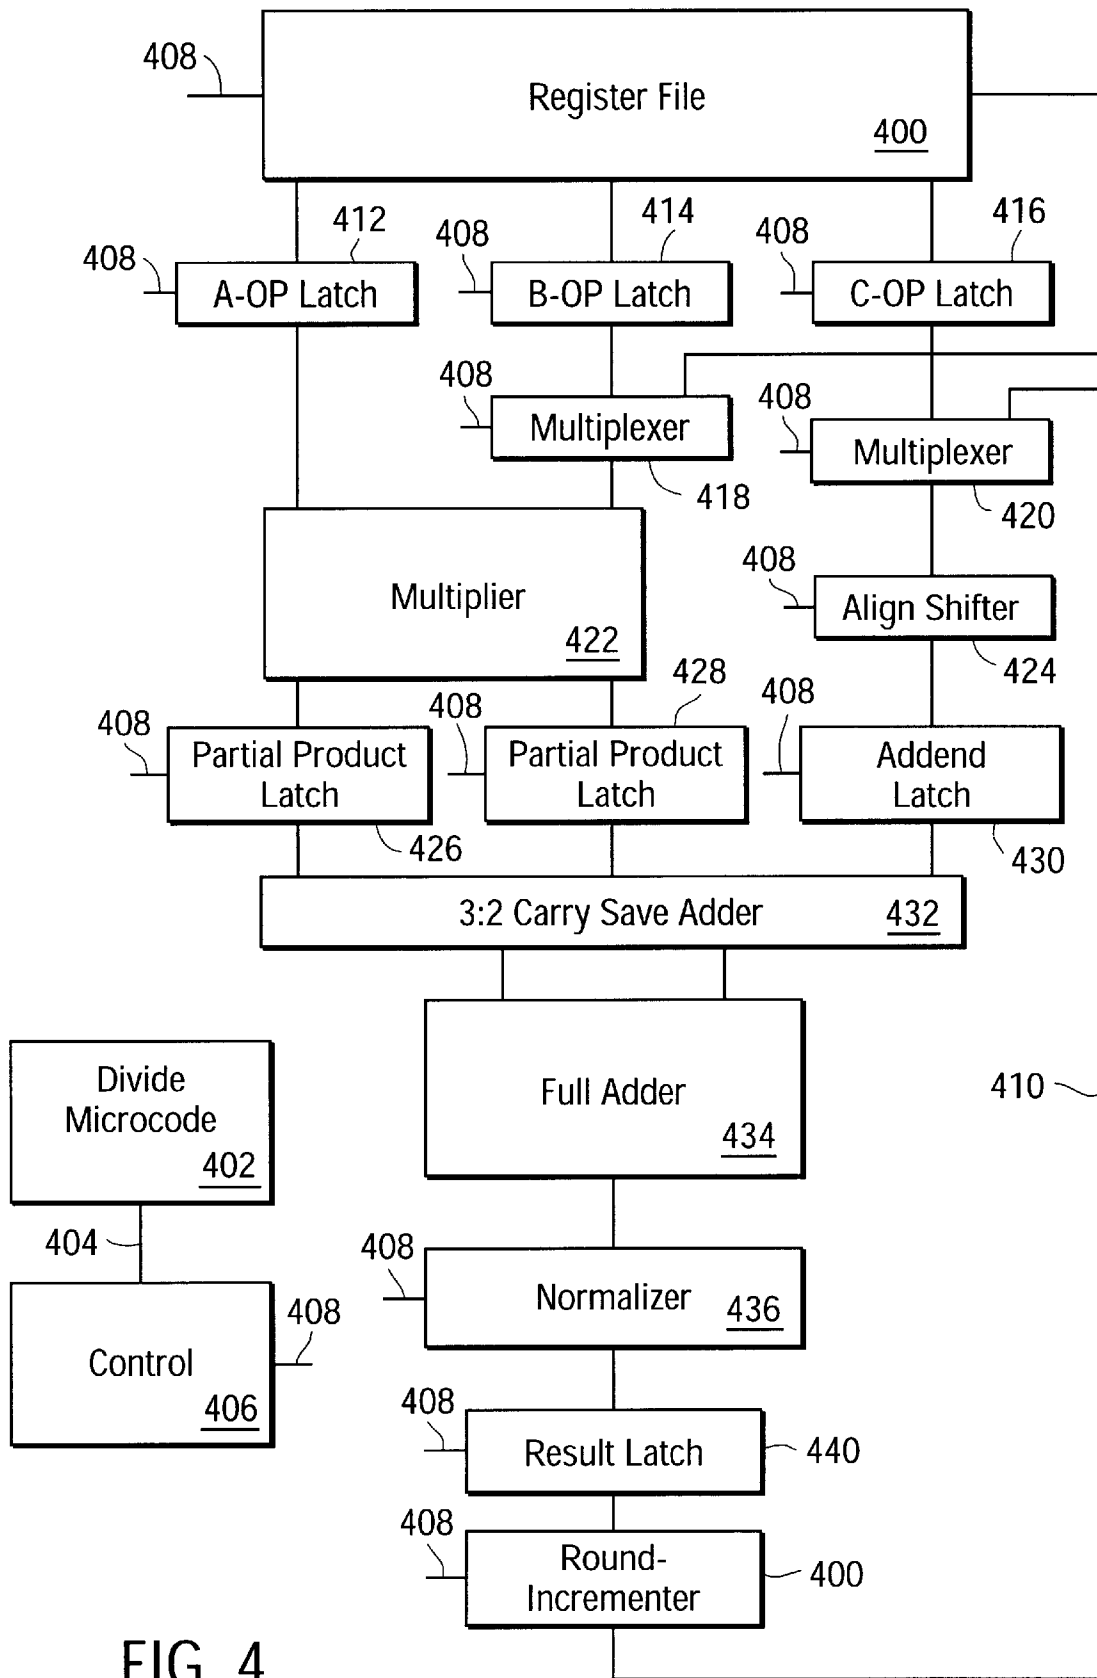 408
Register File
400
412
414
416
408
408
408
A-OP Latch
B-OP Latch
C-OP Latch
408
408
Multiplexer
Multiplexer
418
420
408
Multiplier
Align Shifter
422
424
428
408
408
408
Partial Product
Latch
Partial Product
Latch
Addend
Latch
426
430
3:2 Carry Save Adder
432
Divide
Microcode
402
Full Adder
434
410
404
408
Normalizer
436
408
Control
406
408
Result Latch
440
408
Round-
Incrementer
400
FIG. 4